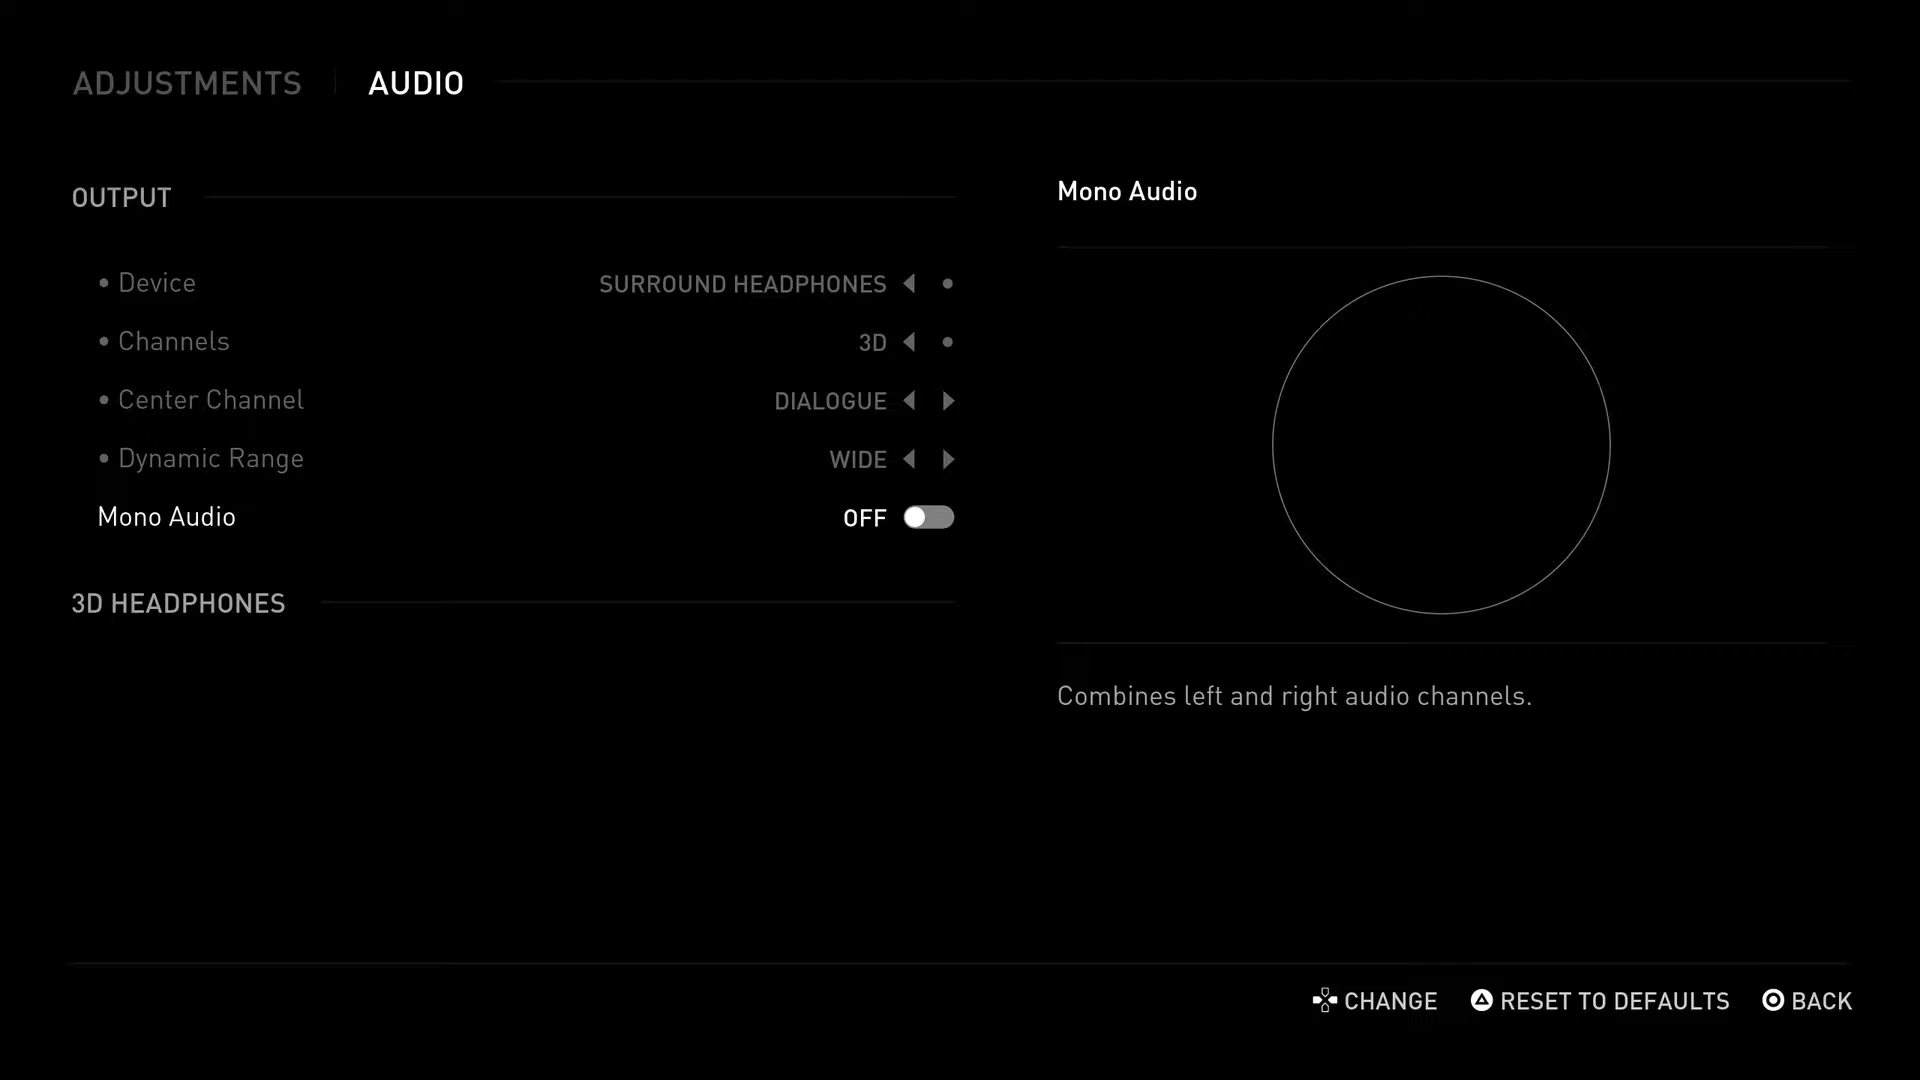 ADJUSTMENTS AUDIO
OUTPUT
• Device SURROUND HEADPHONES
• Channels 3D
• Center Channel DIALOGUE
• Dynamic Range WIDE
Mono Audio OFF
3D HEADPHONES
Mono Audio
Combines left and right audio channels.
CHANGE RESET TO DEFAULTS BACK